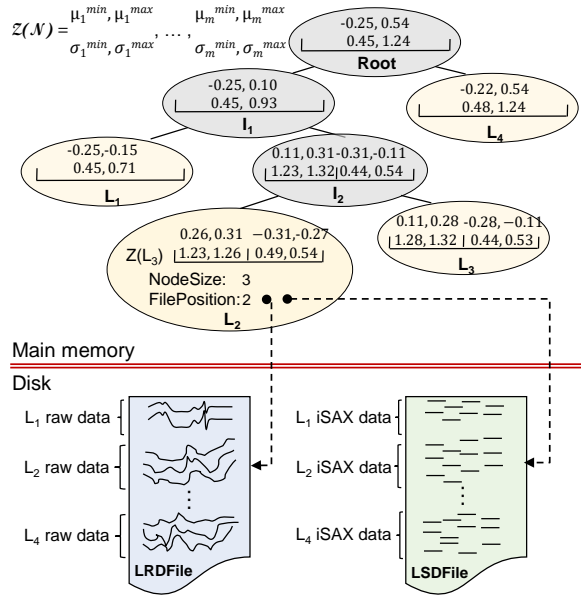 Z(N) = μ₁ᵐⁱⁿ, μ₁ᵐᵃˣ , … , μₘᵐⁱⁿ, μₘᵐᵃˣ
σ₁ᵐⁱⁿ, σ₁ᵐᵃˣ σₘᵐⁱⁿ, σₘᵐᵃˣ
-0.25, 0.54
0.45, 1.24
Root
-0.25, 0.10
0.45, 0.93
I₁
-0.22, 0.54
0.48, 1.24
L₄
-0.25,-0.15
0.45, 0.71
L₁
0.11, 0.31 -0.31,-0.11
1.23, 1.32 0.44, 0.54
I₂
0.26, 0.31 −0.31,-0.27
Z(L₃) 1.23, 1.26 0.49, 0.54
NodeSize: 3
FilePosition: 2
L₂
0.11, 0.28 -0.28, −0.11
1.28, 1.32 0.44, 0.53
L₃
Main memory
Disk
L₁ raw data
L₂ raw data
L₄ raw data
LRDFile
L₁ iSAX data
L₂ iSAX data
L₄ iSAX data
LSDFile